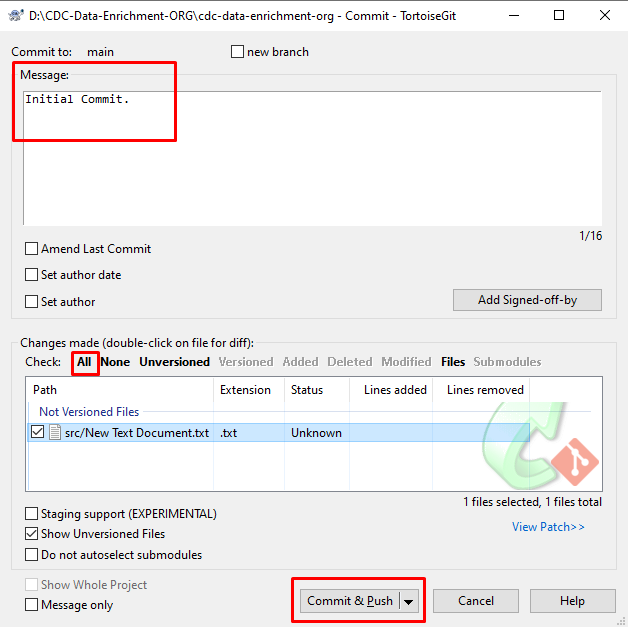 D:\CDC-Data-Enrichment-ORG\cdc-data-enrichment-org - Commit - TortoiseGit
Commit to: main new branch
Message:
Initial Commit.
1/16
Amend Last Commit
Set author date
Set author
Add Signed-off-by
Changes made (double-click on file for diff):
Check: All None Unversioned Versioned Added Deleted Modified Files Submodules
Path Extension Status Lines added Lines removed
Not Versioned Files
src/New Text Document.txt .txt Unknown
1 files selected, 1 files total
Staging support (EXPERIMENTAL)
View Patch>>
Show Unversioned Files
Do not autoselect submodules
Show Whole Project
Message only
Commit & Push Cancel Help